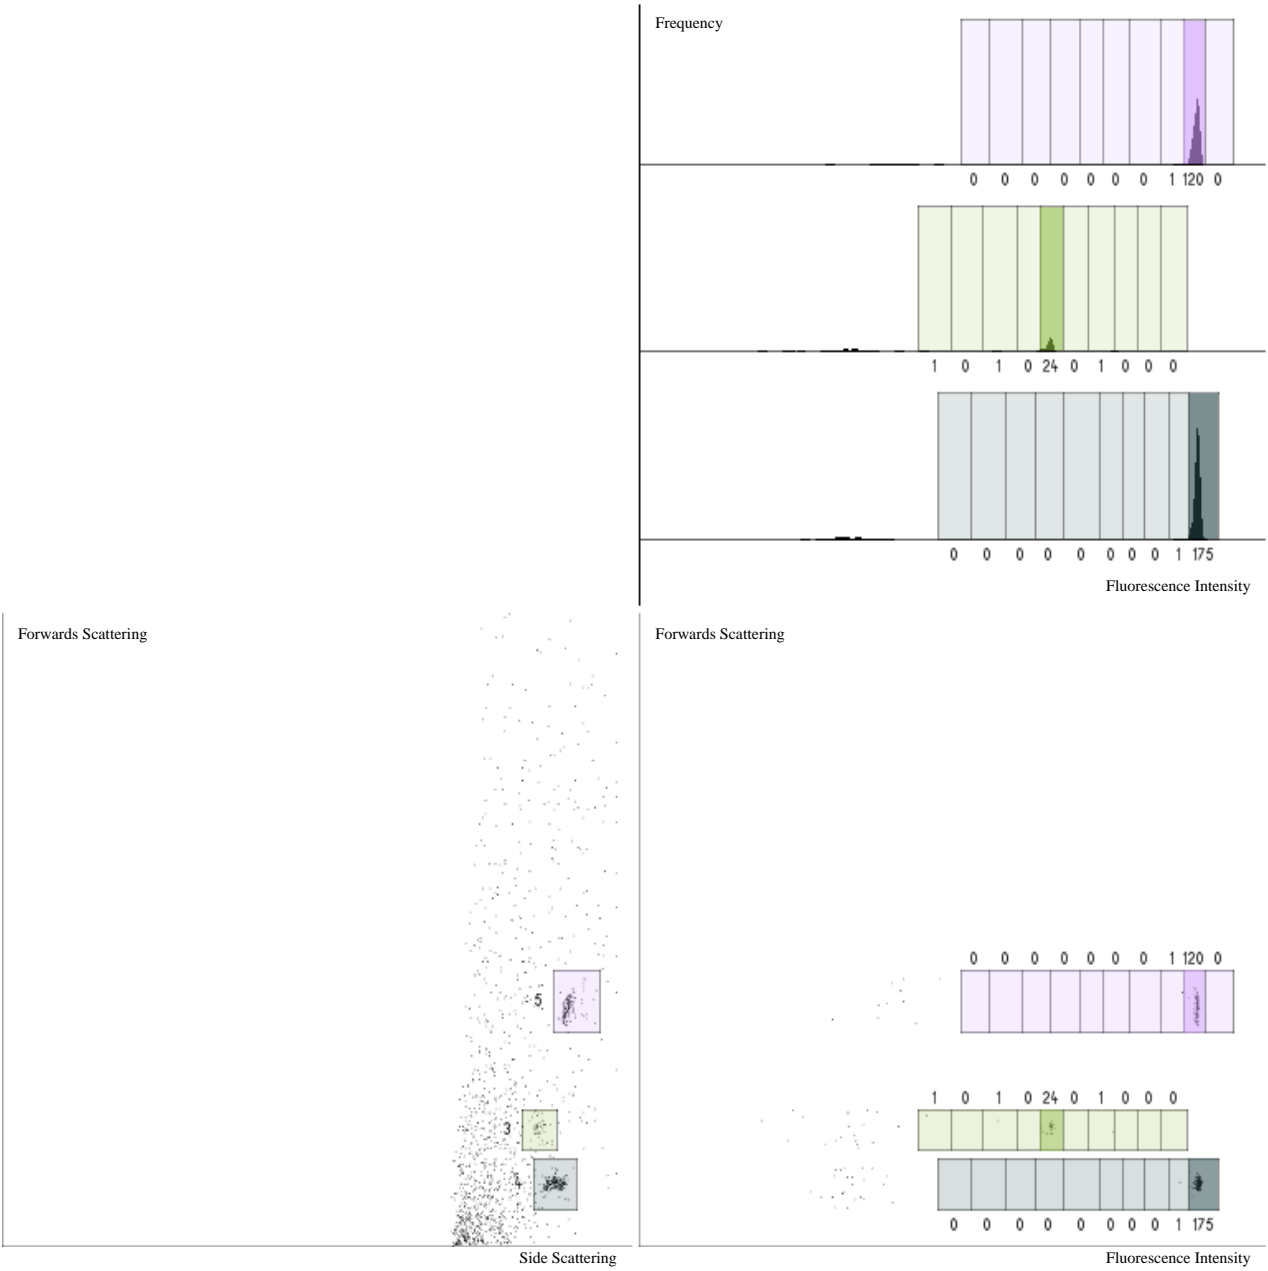 Frequency
0 0 0 0 0 0 0 1 120 0
1 0 1 0 24 0 1 0 0 0
0 0 0 0 0 0 0 0 1 175
Fluorescence Intensity
Forwards Scattering
5
3
4
Side Scattering
Forwards Scattering
0 0 0 0 0 0 0 1 120 0
1 0 1 0 24 0 1 0 0 0
0 0 0 0 0 0 0 0 1 175
Fluorescence Intensity